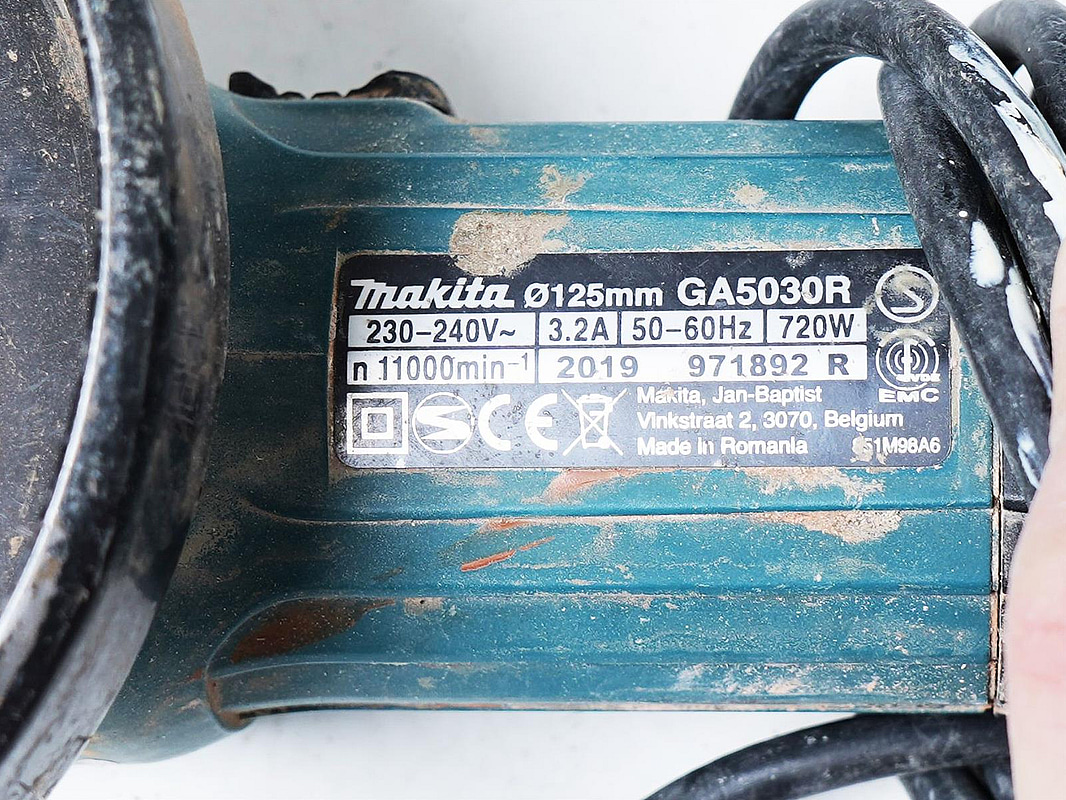 makita Ø125mm GA5030R
230-240V~ 3.2A 50-60Hz 720W
n 11000min⁻¹ 2019 971892 R
Makita, Jan-Baptist
Vinkstraat 2, 3070, Belgium
Made in Romania
S
EMC
S
CE